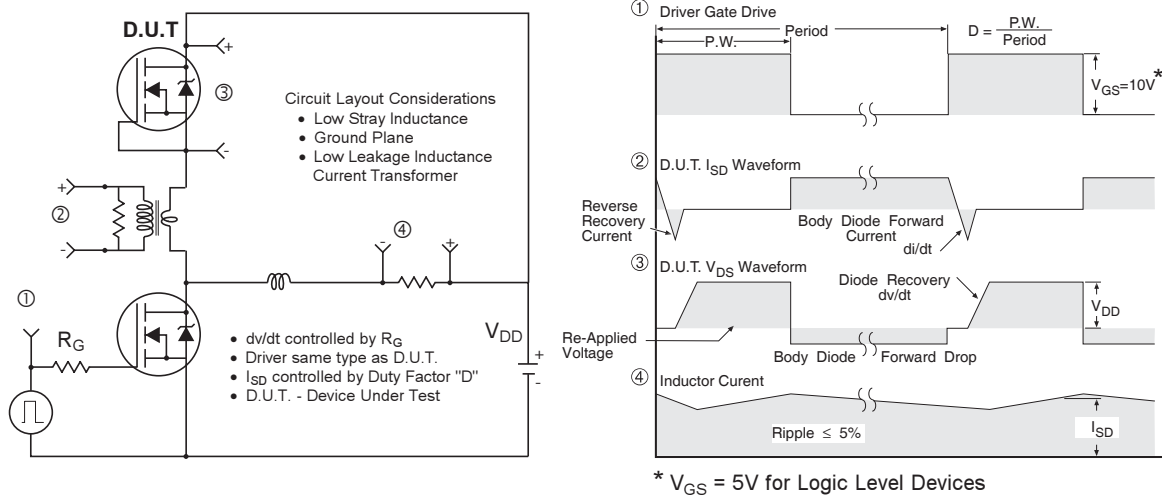 D.U.T
+
③
-
Circuit Layout Considerations
• Low Stray Inductance
• Ground Plane
• Low Leakage Inductance
Current Transformer
+
②
-
④
-
+
①
R_G
• dv/dt controlled by R_G
• Driver same type as D.U.T.
• I_SD controlled by Duty Factor "D"
• D.U.T. - Device Under Test
V_DD
+
-
① Driver Gate Drive
Period
P.W.
D = P.W.
Period
V_GS=10V*
② D.U.T. I_SD Waveform
Reverse
Recovery
Current
Body Diode Forward
Current
di/dt
③ D.U.T. V_DS Waveform
Diode Recovery
dv/dt
V_DD
Re-Applied
Voltage
Body Diode Forward Drop
④ Inductor Curent
Ripple ≤ 5%
I_SD
* V_GS = 5V for Logic Level Devices